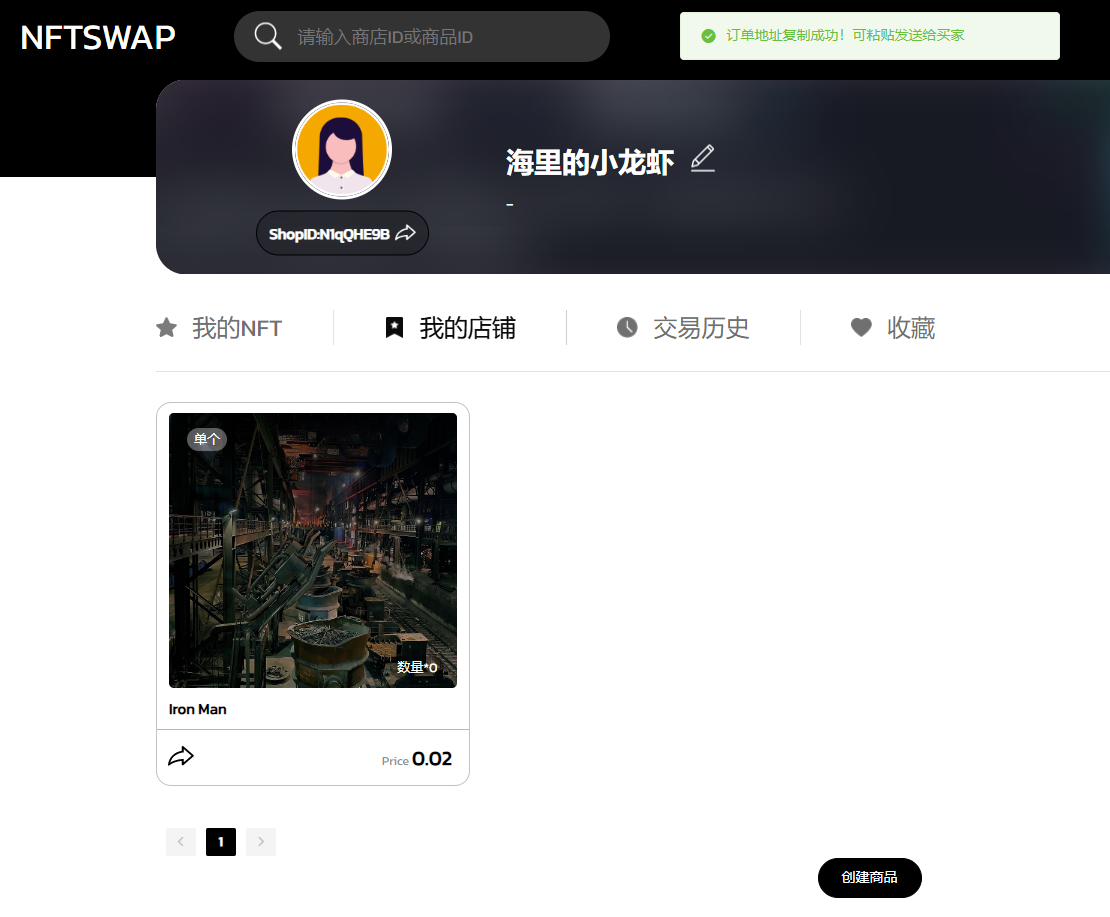 NFTSWAP
请输入商店ID或商品ID
订单地址复制成功！可粘贴发送给买家
海里的小龙虾
-
ShopID:N1qQHE9B
我的NFT
我的店铺
交易历史
收藏
单个
数量*0
Iron Man
Price 0.02
1
创建商品